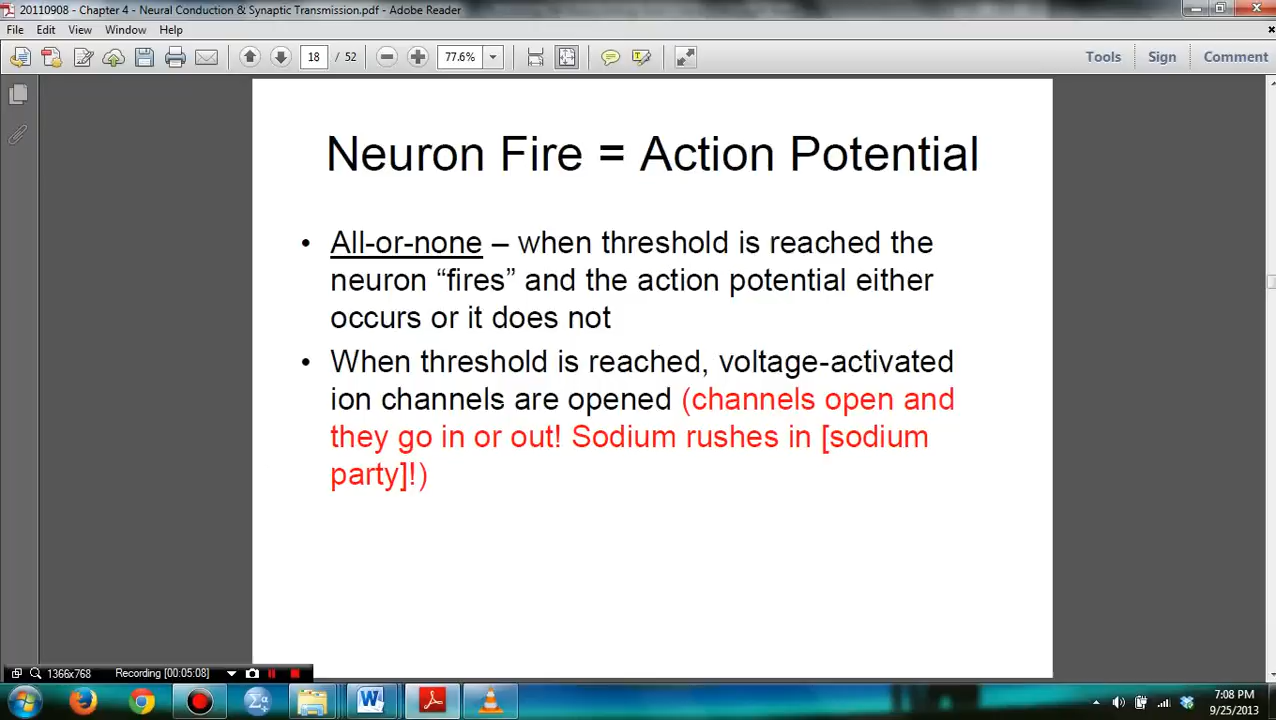 20110908 - Chapter 4 - Neural Conduction & Synaptic Transmission.pdf - Adobe Reader
File Edit View Window Help
18 / 52 77.6% Tools Sign Comment
Neuron Fire = Action Potential
• All-or-none – when threshold is reached the
neuron “fires” and the action potential either
occurs or it does not
• When threshold is reached, voltage-activated
ion channels are opened (channels open and
they go in or out! Sodium rushes in [sodium
party]!)
1366x768 Recording [00:05:08]
7:08 PM
9/25/2013